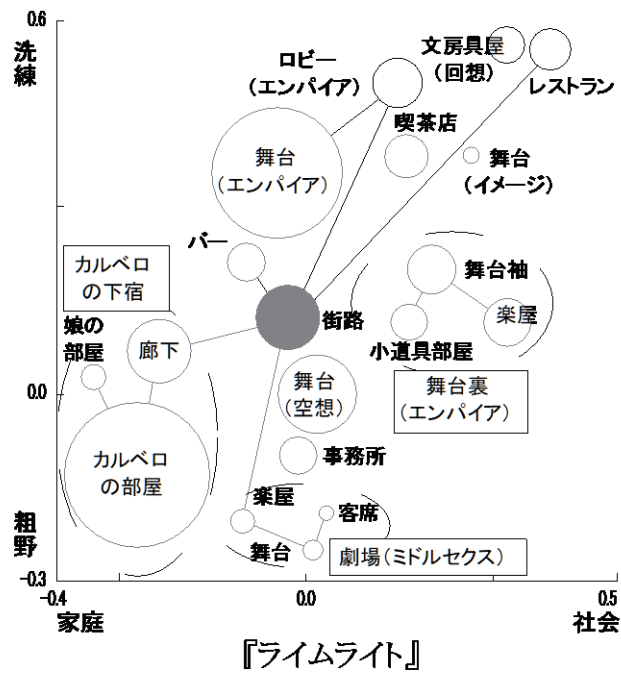 0.6
洗練
ロビー
(エンパイア)
文房具屋
(回想)
レストラン
喫茶店
舞台
(エンパイア)
舞台
(イメージ)
バー
カルベロ
の下宿
舞台袖
娘の
部屋
廊下
街路
小道具部屋
楽屋
0.0
舞台
(空想)
舞台裏
(エンパイア)
カルベロ
の部屋
事務所
楽屋
客席
粗野
舞台
劇場(ミドルセクス)
-0.3
-0.4
0.0
0.5
家庭
社会
『ライムライト』